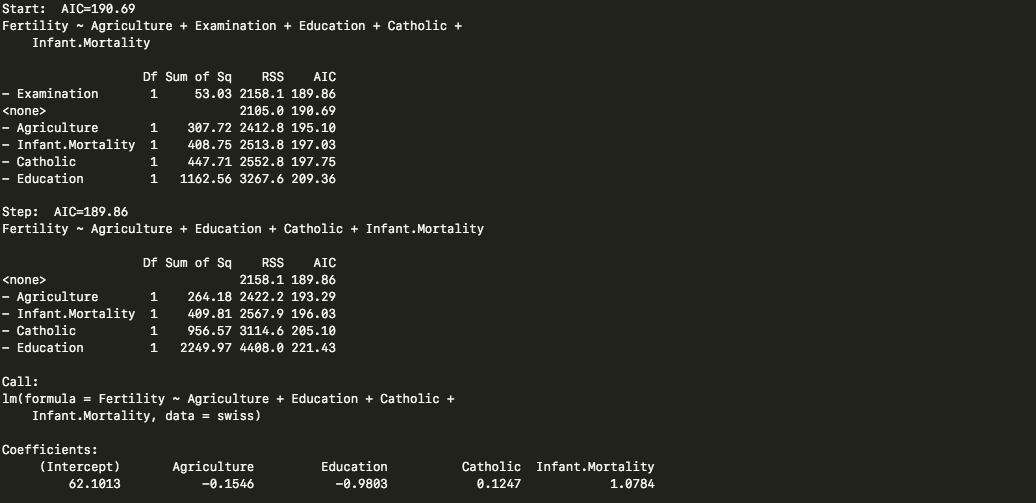 Start:  AIC=190.69
Fertility ~ Agriculture + Examination + Education + Catholic +
    Infant.Mortality

                   Df Sum of Sq    RSS    AIC
- Examination       1     53.03 2158.1 189.86
<none>                          2105.0 190.69
- Agriculture       1    307.72 2412.8 195.10
- Infant.Mortality  1    408.75 2513.8 197.03
- Catholic          1    447.71 2552.8 197.75
- Education         1   1162.56 3267.6 209.36

Step:  AIC=189.86
Fertility ~ Agriculture + Education + Catholic + Infant.Mortality

                   Df Sum of Sq    RSS    AIC
<none>                          2158.1 189.86
- Agriculture       1    264.18 2422.2 193.29
- Infant.Mortality  1    409.81 2567.9 196.03
- Catholic          1    956.57 3114.6 205.10
- Education         1   2249.97 4408.0 221.43

Call:
lm(formula = Fertility ~ Agriculture + Education + Catholic +
    Infant.Mortality, data = swiss)

Coefficients:
     (Intercept)       Agriculture         Education          Catholic  Infant.Mortality
         62.1013           -0.1546           -0.9803            0.1247            1.0784